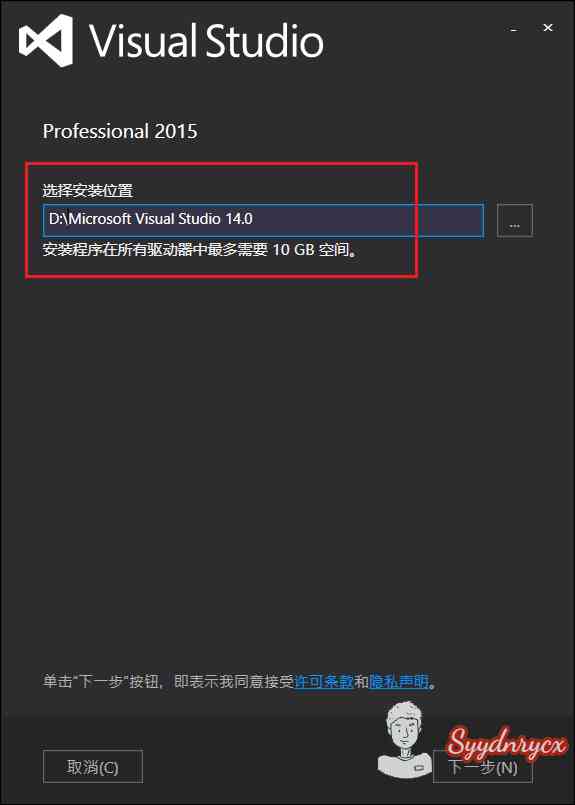 Visual Studio
Professional 2015
选择安装位置
D:\Microsoft Visual Studio 14.0
...
安装程序在所有驱动器中最多需要 10 GB 空间。
单击“下一步”按钮，即表示我同意接受许可条款和隐私声明。
Syydnrycx
取消(C)
下一步(N)